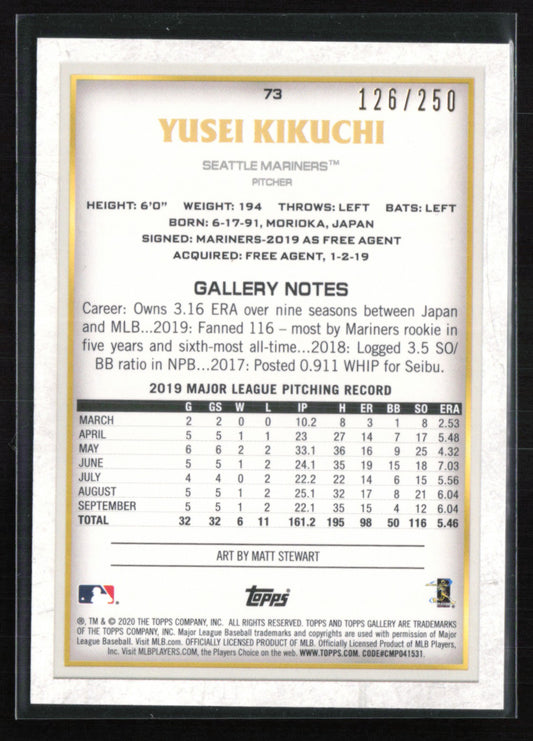 73
126/250
YUSEI KIKUCHI
SEATTLE MARINERS™
PITCHER
HEIGHT: 6'0" WEIGHT: 194 THROWS: LEFT BATS: LEFT
BORN: 6-17-91, MORIOKA, JAPAN
SIGNED: MARINERS-2019 AS FREE AGENT
ACQUIRED: FREE AGENT, 1-2-19
GALLERY NOTES
Career: Owns 3.16 ERA over nine seasons between Japan
and MLB...2019: Fanned 116 – most by Mariners rookie in
five years and sixth-most all-time...2018: Logged 3.5 SO/
BB ratio in NPB...2017: Posted 0.911 WHIP for Seibu.
2019 MAJOR LEAGUE PITCHING RECORD
G GS W L IP H ER BB SO ERA
MARCH 2 2 0 0 10.2 8 3 1 8 2.53
APRIL 5 5 1 1 23 27 14 7 17 5.48
MAY 6 6 2 2 33.1 36 16 9 25 4.32
JUNE 5 5 1 2 24.1 35 19 15 18 7.03
JULY 4 4 0 2 22.2 22 14 6 15 5.56
AUGUST 5 5 1 2 25.1 32 17 8 21 6.04
SEPTEMBER 5 5 1 2 22.1 35 15 4 12 6.04
TOTAL 32 32 6 11 161.2 195 98 50 116 5.46
ART BY MATT STEWART
Topps
®, TM & © 2020 THE TOPPS COMPANY, INC. ALL RIGHTS RESERVED. TOPPS AND TOPPS GALLERY ARE TRADEMARKS
OF THE TOPPS COMPANY, INC. Major League Baseball trademarks and copyrights are used with permission of Major
League Baseball. Visit MLB.com. OFFICIALLY LICENSED PRODUCT OF MLB. Officially Licensed Product of MLB Players,
Inc. Visit MLBPLAYERS.COM, the Players Choice on the web. WWW.TOPPS.COM. CODE#CMP041531.